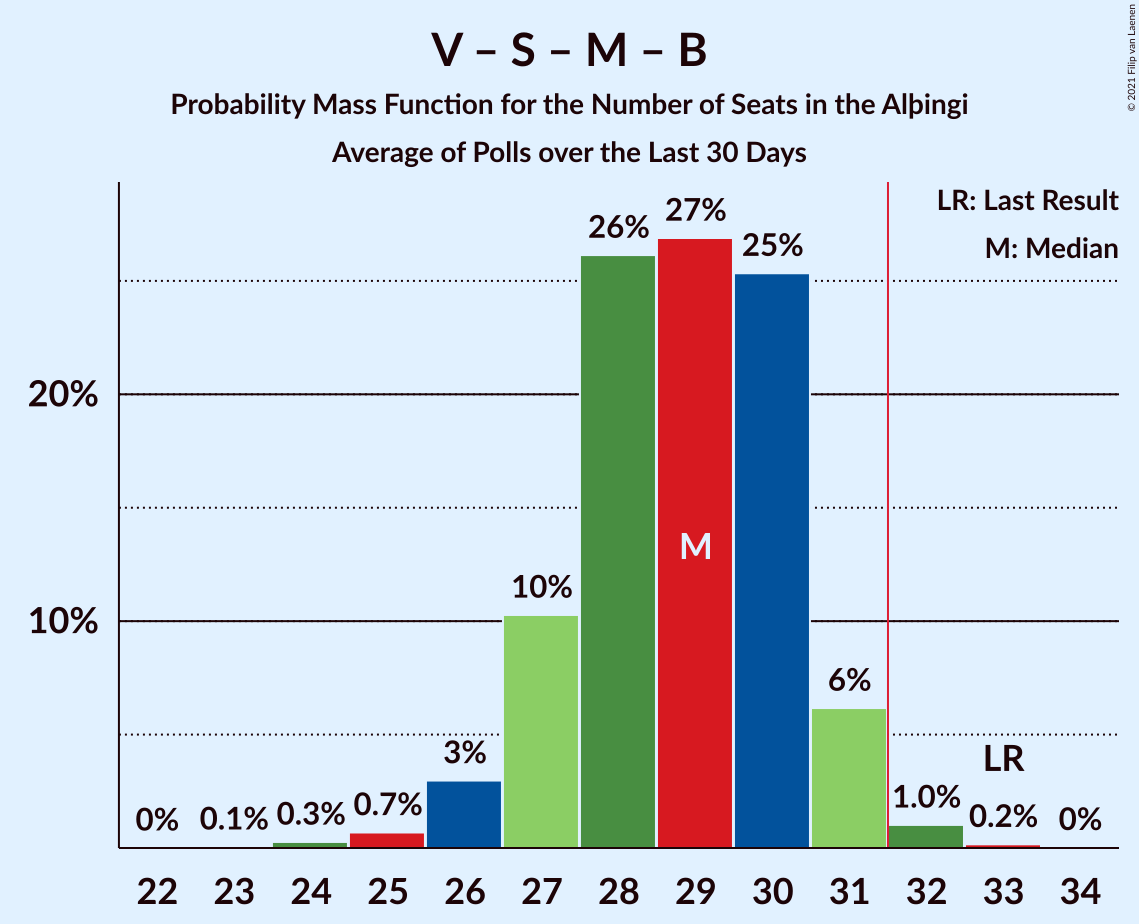 V – S – M – B
Probability Mass Function for the Number of Seats in the Alþingi
Average of Polls over the Last 30 Days
© 2021 Filip van Laenen
LR: Last Result
M: Median
26%
27%
25%
20%
M
10%
10%
6%
3%
LR
0%
0.1%
0.3%
0.7%
1.0%
0.2%
0%
22 23 24 25 26 27 28 29 30 31 32 33 34